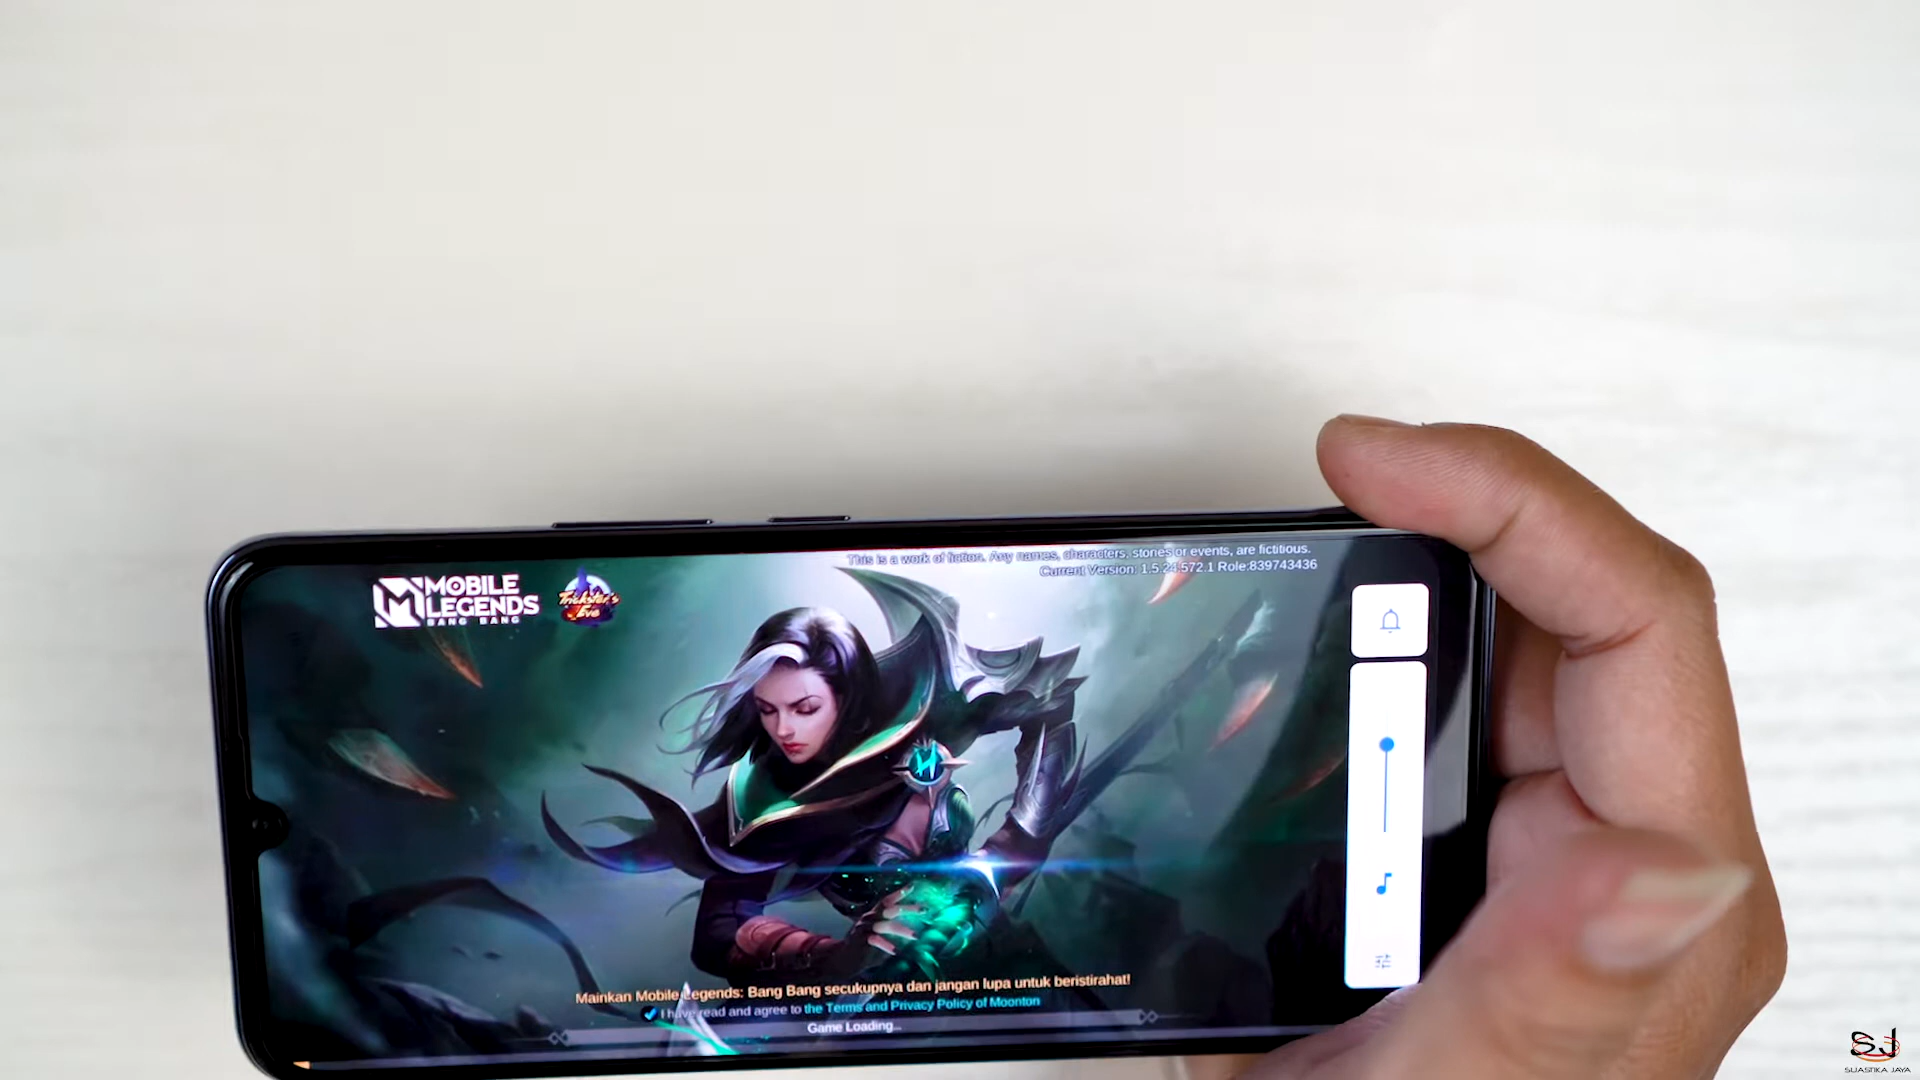 This is a work of fiction. Any names, characters, stories or events, are fictitious.
Current Version: 1.5.24.572.1 Role:839743436
MOBILE
LEGENDS
BANG BANG
Trickster's
Eve
Mainkan Mobile Legends: Bang Bang secukupnya dan jangan lupa untuk beristirahat!
I have read and agree to the Terms and Privacy Policy of Moonton
Game Loading...
SJ
SUASTIKA JAYA